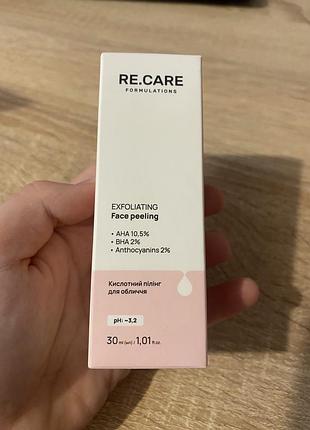 RE.CARE
FORMULATIONS
EXFOLIATING
Face peeling
• AHA 10,5%
• BHA 2%
• Anthocyanins 2%
Кислотний пілінг
для обличчя
pH: ~3,2
30 ml (мл) / 1,01 fl.oz.